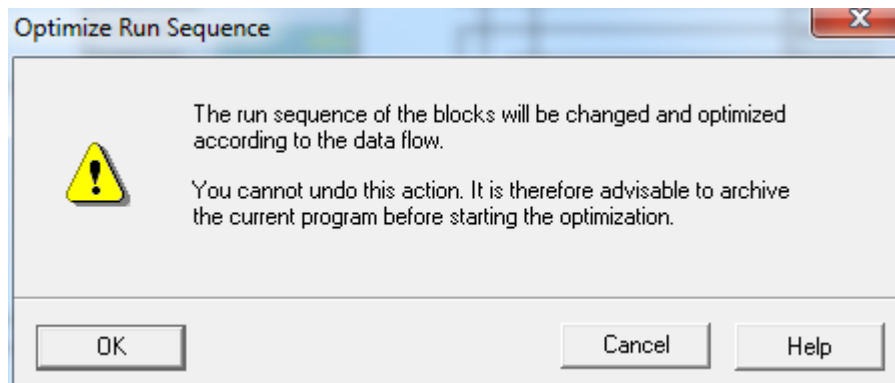 Optimize Run Sequence
The run sequence of the blocks will be changed and optimized
according to the data flow.
You cannot undo this action. It is therefore advisable to archive
the current program before starting the optimization.
OK
Cancel
Help